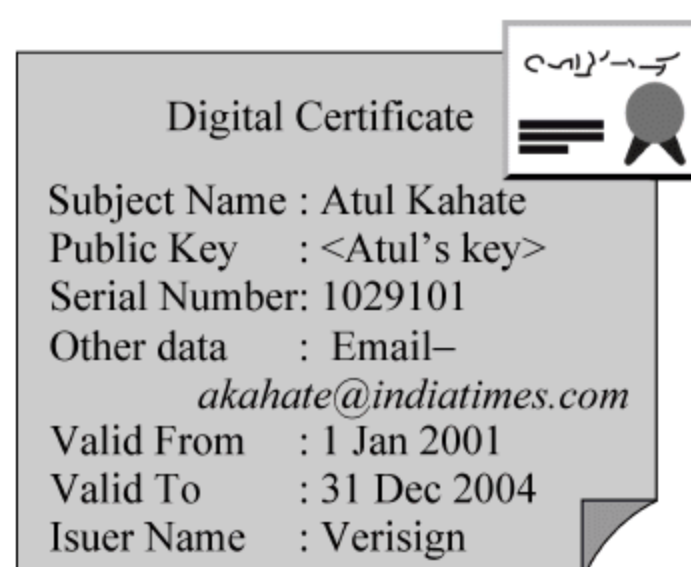 Digital Certificate
Subject Name : Atul Kahate
Public Key : <Atul's key>
Serial Number: 1029101
Other data : Email–
akahate@indiatimes.com
Valid From : 1 Jan 2001
Valid To : 31 Dec 2004
Isuer Name : Verisign